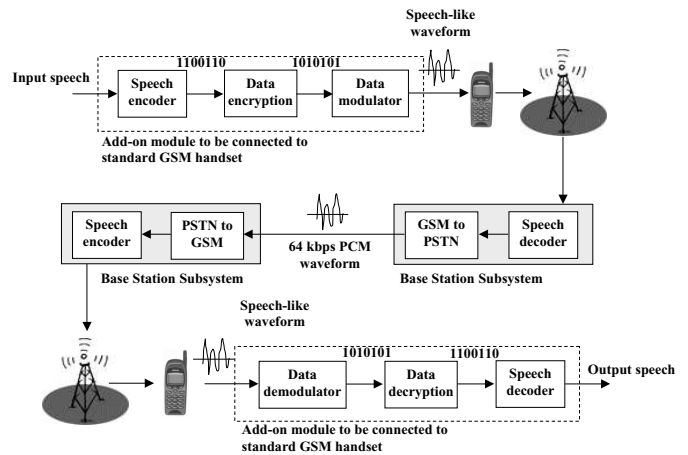 Speech-like
waveform
Input speech
1100110
1010101
Speech
encoder
Data
encryption
Data
modulator
Add-on module to be connected to
standard GSM handset
Speech
encoder
PSTN to
GSM
64 kbps PCM
waveform
GSM to
PSTN
Speech
decoder
Base Station Subsystem
Base Station Subsystem
Speech-like
waveform
1010101
1100110
Data
demodulator
Data
decryption
Speech
decoder
Output speech
Add-on module to be connected to
standard GSM handset